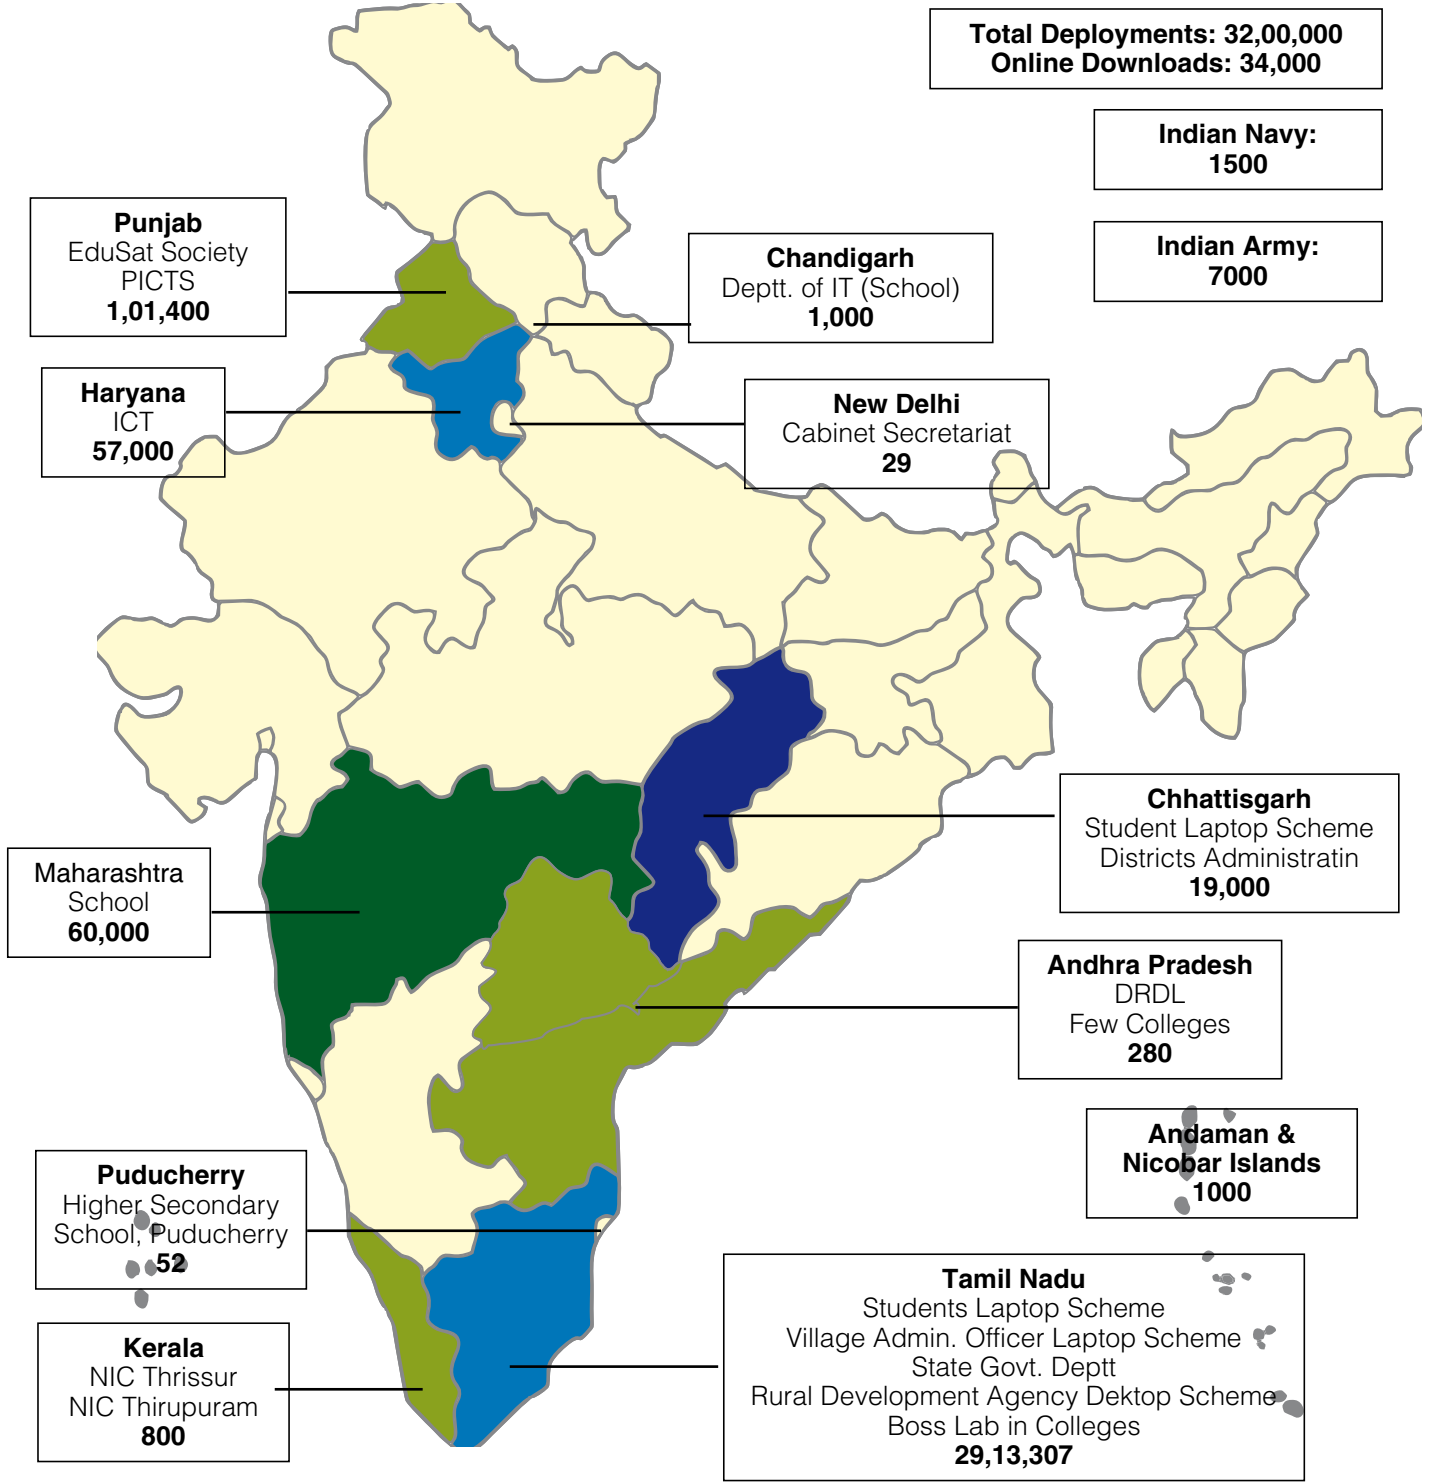 Total Deployments: 32,00,000
Online Downloads: 34,000
Indian Navy:
1500
Indian Army:
7000
Punjab
EduSat Society
PICTS
1,01,400
Chandigarh
Deptt. of IT (School)
1,000
Haryana
ICT
57,000
New Delhi
Cabinet Secretariat
29
Chhattisgarh
Student Laptop Scheme
Districts Administratin
19,000
Maharashtra
School
60,000
Andhra Pradesh
DRDL
Few Colleges
280
Andaman &
Nicobar Islands
1000
Puducherry
Higher Secondary
School, Puducherry
52
Tamil Nadu
Students Laptop Scheme
Village Admin. Officer Laptop Scheme
State Govt. Deptt
Rural Development Agency Dektop Scheme
Boss Lab in Colleges
29,13,307
Kerala
NIC Thrissur
NIC Thirupuram
800